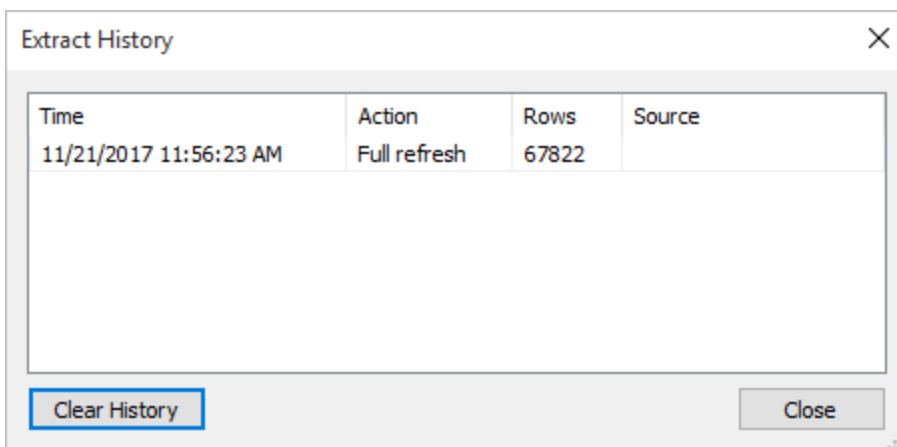 Extract History
Time Action Rows Source
11/21/2017 11:56:23 AM Full refresh 67822
Clear History Close